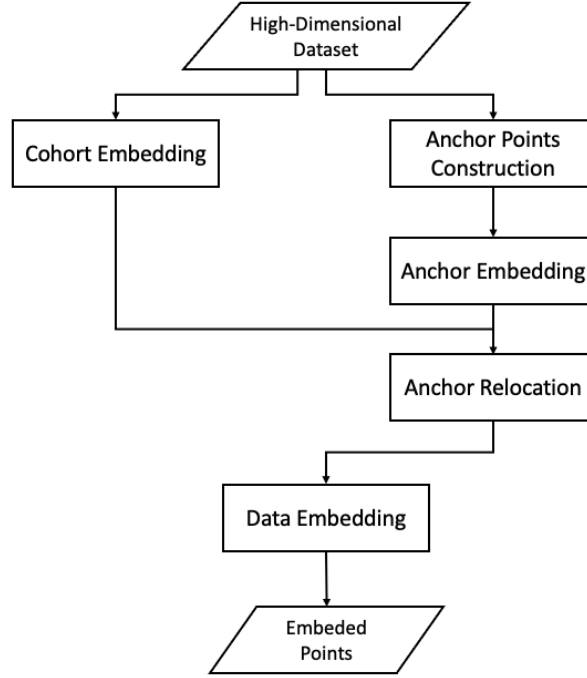 High-Dimensional
Dataset
Cohort Embedding
Anchor Points
Construction
Anchor Embedding
Anchor Relocation
Data Embedding
Embeded
Points